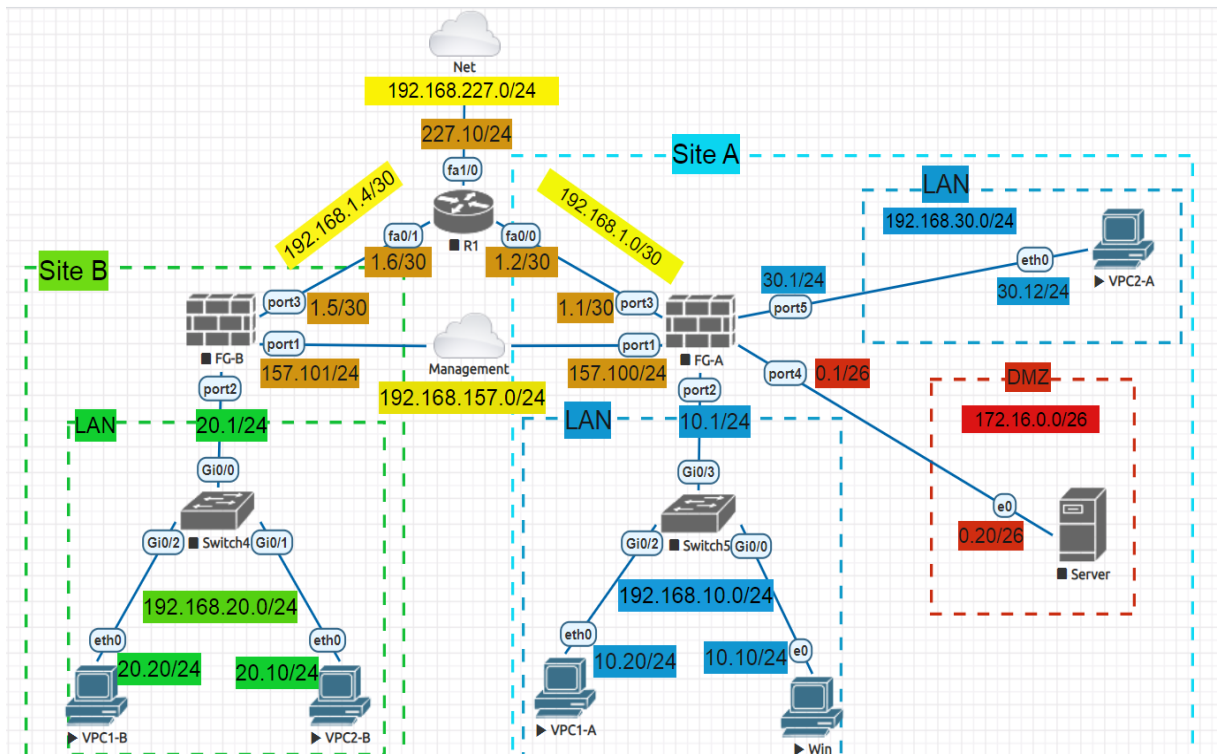 Net
192.168.227.0/24
227.10/24
fa1/0
R1
192.168.1.4/30
192.168.1.0/30
fa0/1
fa0/0
1.6/30
1.2/30
Site A
LAN
192.168.30.0/24
eth0
30.12/24
VPC2-A
30.1/24
port5
Site B
port3
1.5/30
FG-B
port1
157.101/24
port2
Management
192.168.157.0/24
port3
1.1/30
FG-A
port1
157.100/24
port2
port4
0.1/26
DMZ
172.16.0.0/26
e0
0.20/26
Server
LAN
20.1/24
Gi0/0
Switch4
Gi0/2
Gi0/1
192.168.20.0/24
eth0
20.20/24
VPC1-B
eth0
20.10/24
VPC2-B
LAN
10.1/24
Gi0/3
Switch5
Gi0/2
Gi0/0
192.168.10.0/24
eth0
10.20/24
VPC1-A
e0
10.10/24
Win